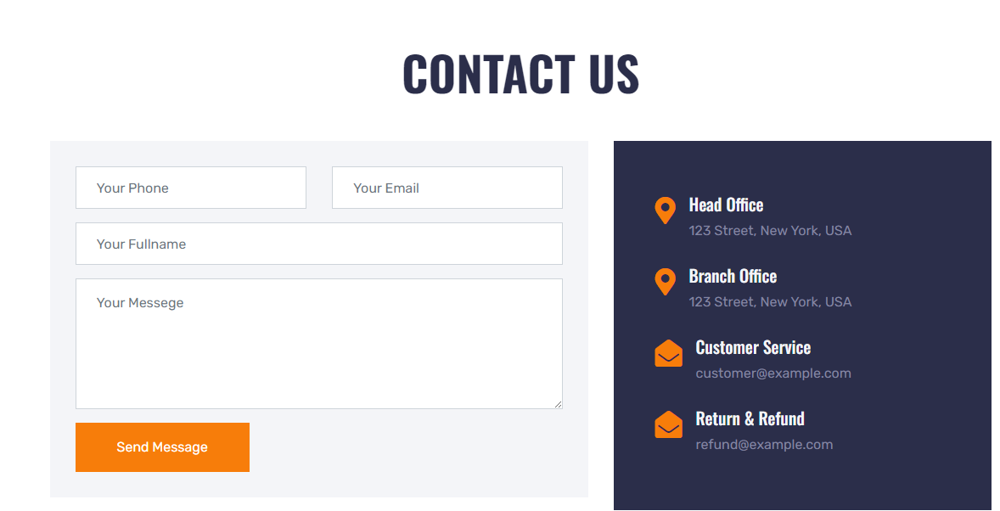 CONTACT US
Your Phone
Your Email
Your Fullname
Your Messege
Send Message
Head Office
123 Street, New York, USA
Branch Office
123 Street, New York, USA
Customer Service
customer@example.com
Return & Refund
refund@example.com